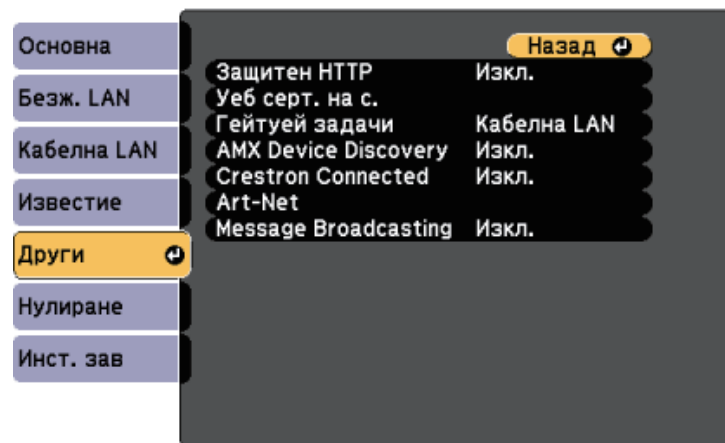 Основна
Безж. LAN
Кабелна LAN
Известие
Други
Нулиране
Инст. зав
Назад
Защитен HTTP Изкл.
Уеб серт. на с.
Гейтуей задачи Кабелна LAN
AMX Device Discovery Изкл.
Crestron Connected Изкл.
Art-Net
Message Broadcasting Изкл.